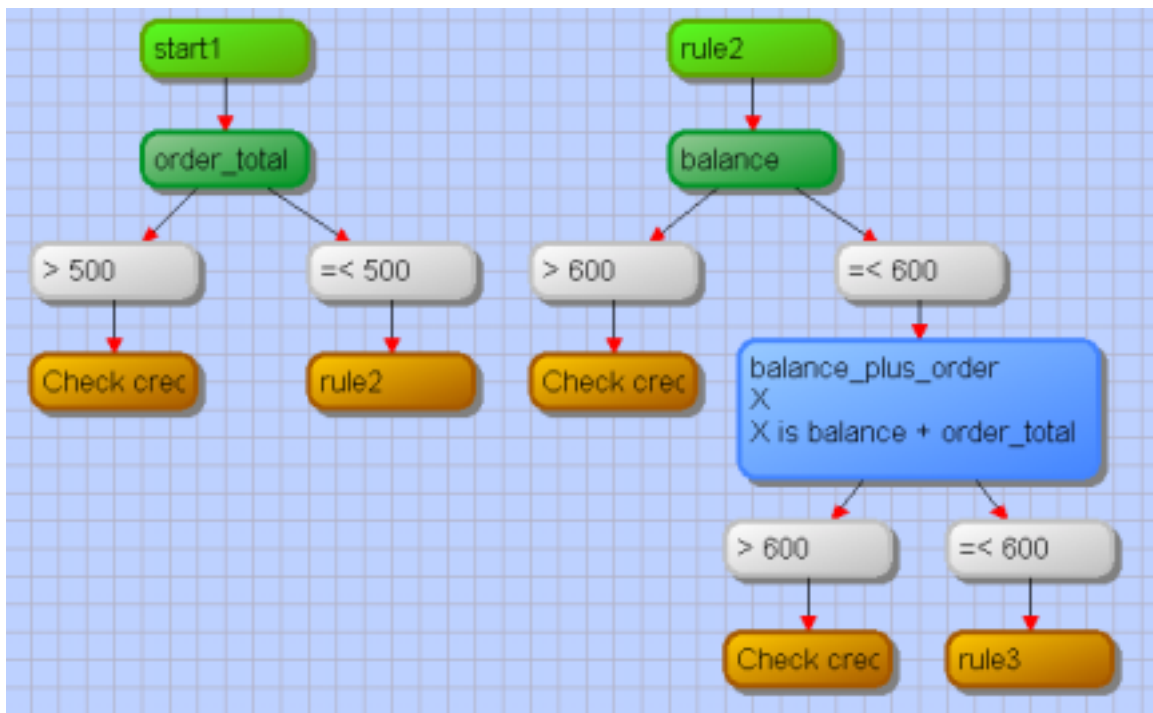 start1
order_total
> 500
=< 500
Check crec
rule2
rule2
balance
> 600
=< 600
Check crec
balance_plus_order
X
X is balance + order_total
> 600
=< 600
Check crec
rule3